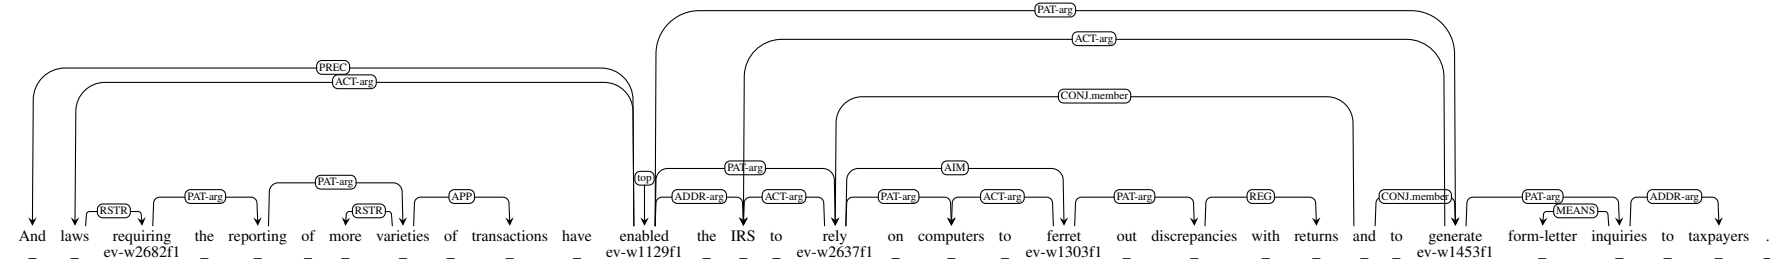 PAT-arg
ACT-arg
PREC
ACT-arg
CONJ.member
top PAT-arg AIM
PAT-arg
RSTR PAT-arg RSTR APP ADDR-arg ACT-arg PAT-arg ACT-arg PAT-arg REG CONJ.member PAT-arg MEANS ADDR-arg
And laws requiring the reporting of more varieties of transactions have enabled the IRS to rely on computers to ferret out discrepancies with returns and to generate form-letter inquiries to taxpayers .
_ _ ev-w2682f1 _ _ _ _ _ _ _ _ ev-w1129f1 _ _ _ ev-w2637f1 _ _ _ ev-w1303f1 _ _ _ _ _ _ ev-w1453f1 _ _ _ _ _